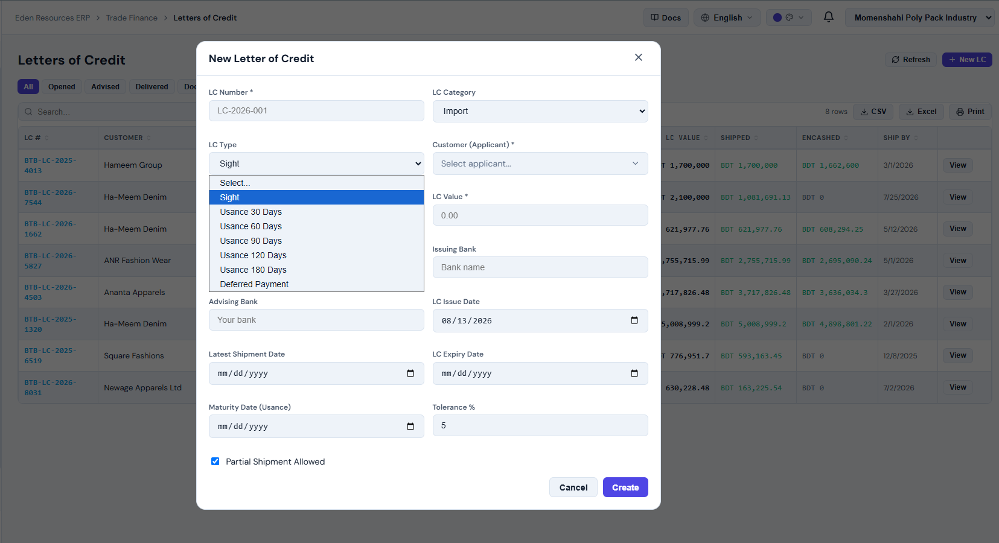 Eden Resources ERP > Trade Finance > Letters of Credit
Docs
English
Momenshahi Poly Pack Industry
Letters of Credit
Refresh
+ New LC
All
Opened
Advised
Delivered
Search...
8 rows
CSV
Excel
Print
LC # CUSTOMER LC VALUE SHIPPED ENCASHED SHIP BY
BTB-LC-2025-4013 Hameem Group 1,700,000 BDT 1,700,000 BDT 1,662,600 3/1/2026 View
BTB-LC-2026-7544 Ha-Meem Denim 2,100,000 BDT 1,081,691.13 BDT 0 7/25/2026 View
BTB-LC-2026-1662 Ha-Meem Denim 621,977.76 BDT 621,977.76 BDT 608,294.25 5/12/2026 View
BTB-LC-2026-5827 ANR Fashion Wear ,755,715.99 BDT 2,755,715.99 BDT 2,695,090.24 5/1/2026 View
BTB-LC-2026-4503 Ananta Apparels ,717,826.48 BDT 3,717,826.48 BDT 3,636,034.3 3/27/2026 View
BTB-LC-2025-1320 Ha-Meem Denim 5,008,999.2 BDT 5,008,999.2 BDT 4,898,801.22 2/1/2026 View
BTB-LC-2025-6519 Square Fashions 776,951.7 BDT 593,163.45 BDT 0 12/8/2025 View
BTB-LC-2026-8031 Newage Apparels Ltd 630,228.48 BDT 163,225.54 BDT 0 7/2/2026 View
New Letter of Credit
LC Number *
LC-2026-001
LC Category
Import
LC Type
Sight
Select...
Sight
Usance 30 Days
Usance 60 Days
Usance 90 Days
Usance 120 Days
Usance 180 Days
Deferred Payment
Customer (Applicant) *
Select applicant...
LC Value *
0.00
Issuing Bank
Bank name
Advising Bank
Your bank
LC Issue Date
08/13/2026
Latest Shipment Date
mm/dd/yyyy
LC Expiry Date
mm/dd/yyyy
Maturity Date (Usance)
mm/dd/yyyy
Tolerance %
5
Partial Shipment Allowed
Cancel
Create